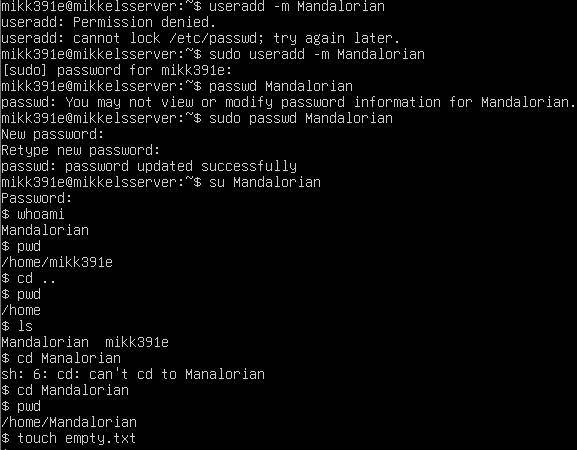 mikk391e@mikkelsserver:~$ useradd -m Mandalorian
useradd: Permission denied.
useradd: cannot lock /etc/passwd; try again later.
mikk391e@mikkelsserver:~$ sudo useradd -m Mandalorian
[sudo] password for mikk391e:
mikk391e@mikkelsserver:~$ passwd Mandalorian
passwd: You may not view or modify password information for Mandalorian.
mikk391e@mikkelsserver:~$ sudo passwd Mandalorian
New password:
Retype new password:
passwd: password updated successfully
mikk391e@mikkelsserver:~$ su Mandalorian
Password:
$ whoami
Mandalorian
$ pwd
/home/mikk391e
$ cd ..
$ pwd
/home
$ ls
Mandalorian  mikk391e
$ cd Manalorian
sh: 6: cd: can't cd to Manalorian
$ cd Mandalorian
$ pwd
/home/Mandalorian
$ touch empty.txt